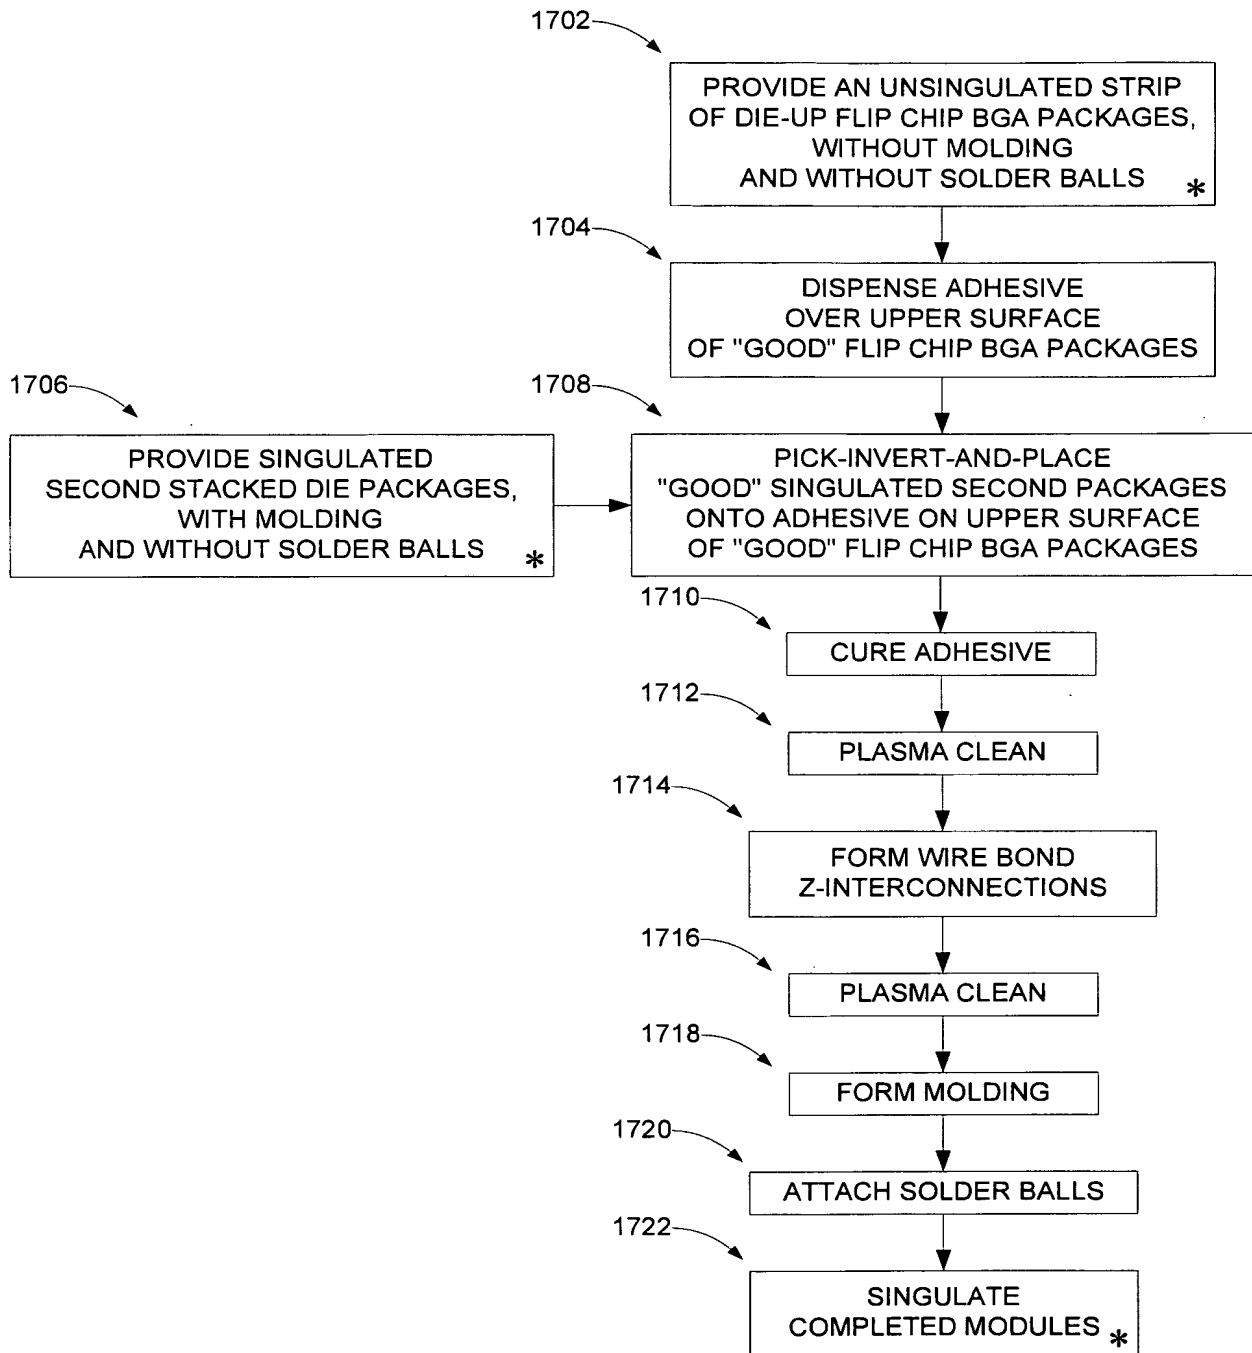 1702
PROVIDE AN UNSINGULATED STRIP
OF DIE-UP FLIP CHIP BGA PACKAGES,
WITHOUT MOLDING
AND WITHOUT SOLDER BALLS *
1704
DISPENSE ADHESIVE
OVER UPPER SURFACE
OF "GOOD" FLIP CHIP BGA PACKAGES
1706
PROVIDE SINGULATED
SECOND STACKED DIE PACKAGES,
WITH MOLDING
AND WITHOUT SOLDER BALLS *
1708
PICK-INVERT-AND-PLACE
"GOOD" SINGULATED SECOND PACKAGES
ONTO ADHESIVE ON UPPER SURFACE
OF "GOOD" FLIP CHIP BGA PACKAGES
1710
CURE ADHESIVE
1712
PLASMA CLEAN
1714
FORM WIRE BOND
Z-INTERCONNECTIONS
1716
PLASMA CLEAN
1718
FORM MOLDING
1720
ATTACH SOLDER BALLS
1722
SINGULATE
COMPLETED MODULES *